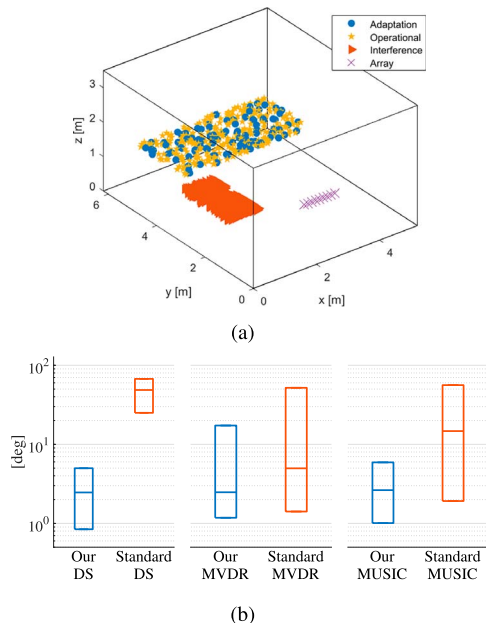 Adaptation
Operational
Interference
Array
3
2
1
0
z [m]
6
4
2
0
y [m]
0
2
4
x [m]
(a)
10²
10¹
10⁰
[deg]
Our
DS
Standard
DS
Our
MVDR
Standard
MVDR
Our
MUSIC
Standard
MUSIC
(b)